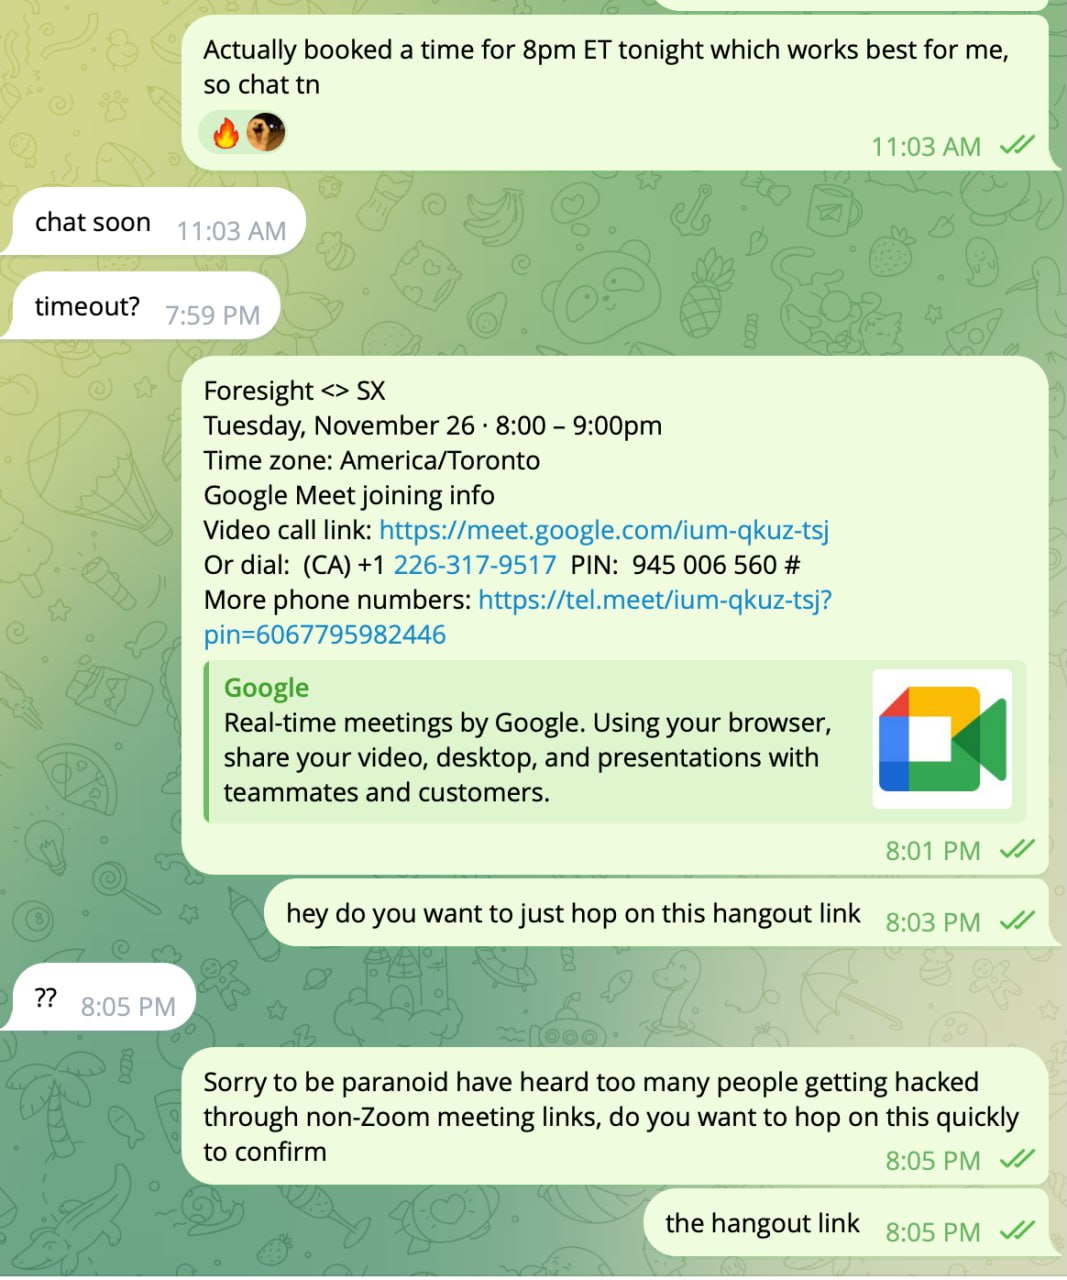 Actually booked a time for 8pm ET tonight which works best for me,
so chat tn
11:03 AM
chat soon 11:03 AM
timeout? 7:59 PM
Foresight <> SX
Tuesday, November 26 · 8:00 – 9:00pm
Time zone: America/Toronto
Google Meet joining info
Video call link: https://meet.google.com/ium-qkuz-tsj
Or dial: (CA) +1 226-317-9517 PIN: 945 006 560 #
More phone numbers: https://tel.meet/ium-qkuz-tsj?
pin=6067795982446
Google
Real-time meetings by Google. Using your browser,
share your video, desktop, and presentations with
teammates and customers.
8:01 PM
hey do you want to just hop on this hangout link 8:03 PM
?? 8:05 PM
Sorry to be paranoid have heard too many people getting hacked
through non-Zoom meeting links, do you want to hop on this quickly
to confirm 8:05 PM
the hangout link 8:05 PM